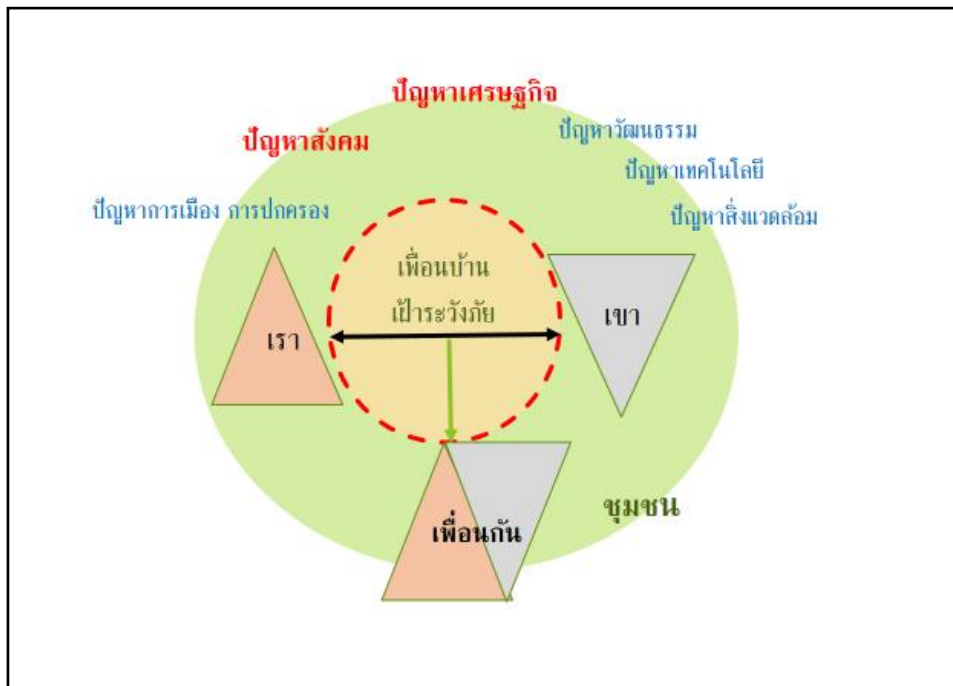 ปัญหาเศรษฐกิจ
ปัญหาสังคม
ปัญหาวัฒนธรรม
ปัญหาเทคโนโลยี
ปัญหาการเมือง การปกครอง
ปัญหาสิ่งแวดล้อม
เพื่อนบ้าน
เฝ้าระวังภัย
เรา
เขา
ชุมชน
เพื่อนกัน